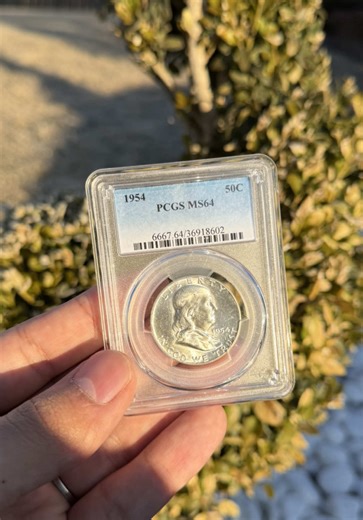 1954 50C
PCGS MS64
6667.64/36918602
LIBERTY
1954
IN GOD WE TRUST